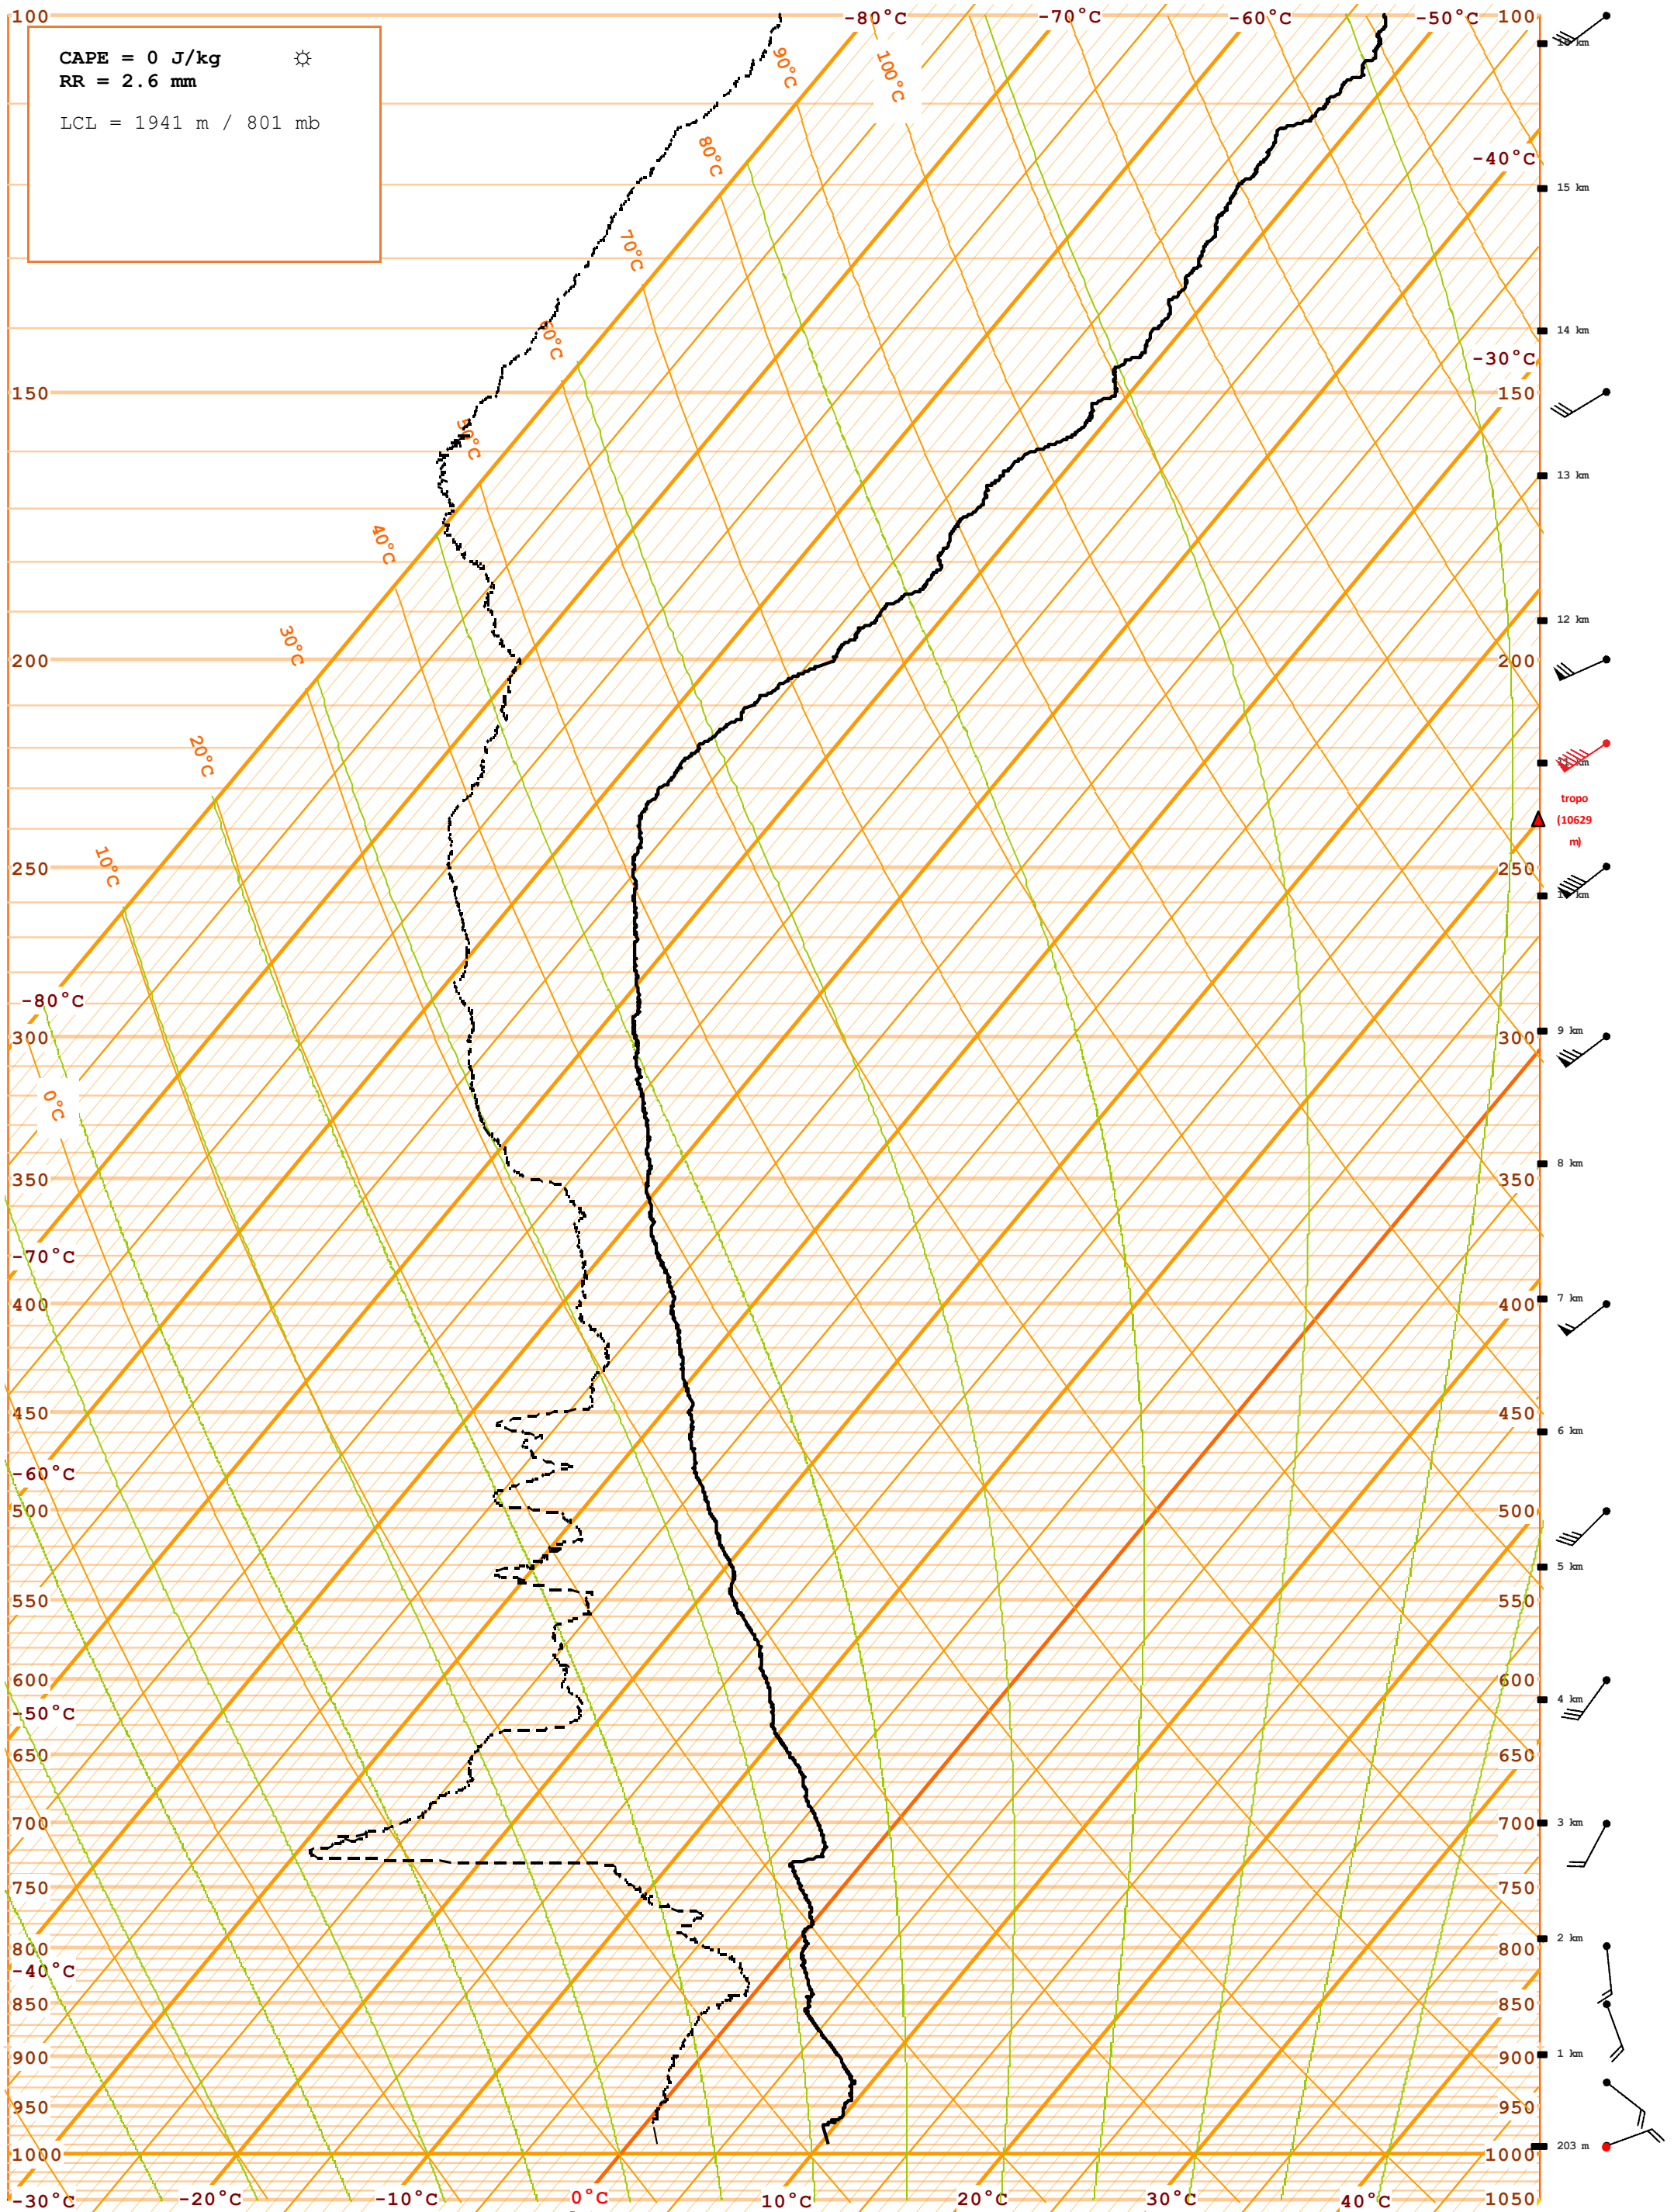 100 -80°C -70°C -60°C -50°C 100
CAPE = 0 J/kg ☼
RR = 2.6 mm
LCL = 1941 m / 801 mb
90°C 100°C
80°C
-40°C
15 km
70°C
60°C
14 km
-30°C
150 150
50°C
13 km
40°C
12 km
30°C
200 200
20°C
tropo
(10629
m)
10°C
250 250
-80°C
300 300 9 km
0°C
8 km
350 350
-70°C
400 400 7 km
450 450
6 km
-60°C
500 500
5 km
550 550
600 600
4 km
-50°C
650 650
700 700 3 km
750 750
2 km
800 800
-40°C
850 850
900 900 1 km
950 950
1000 1000 203 m
-30°C -20°C -10°C 0°C 10°C 20°C 30°C 40°C 1050